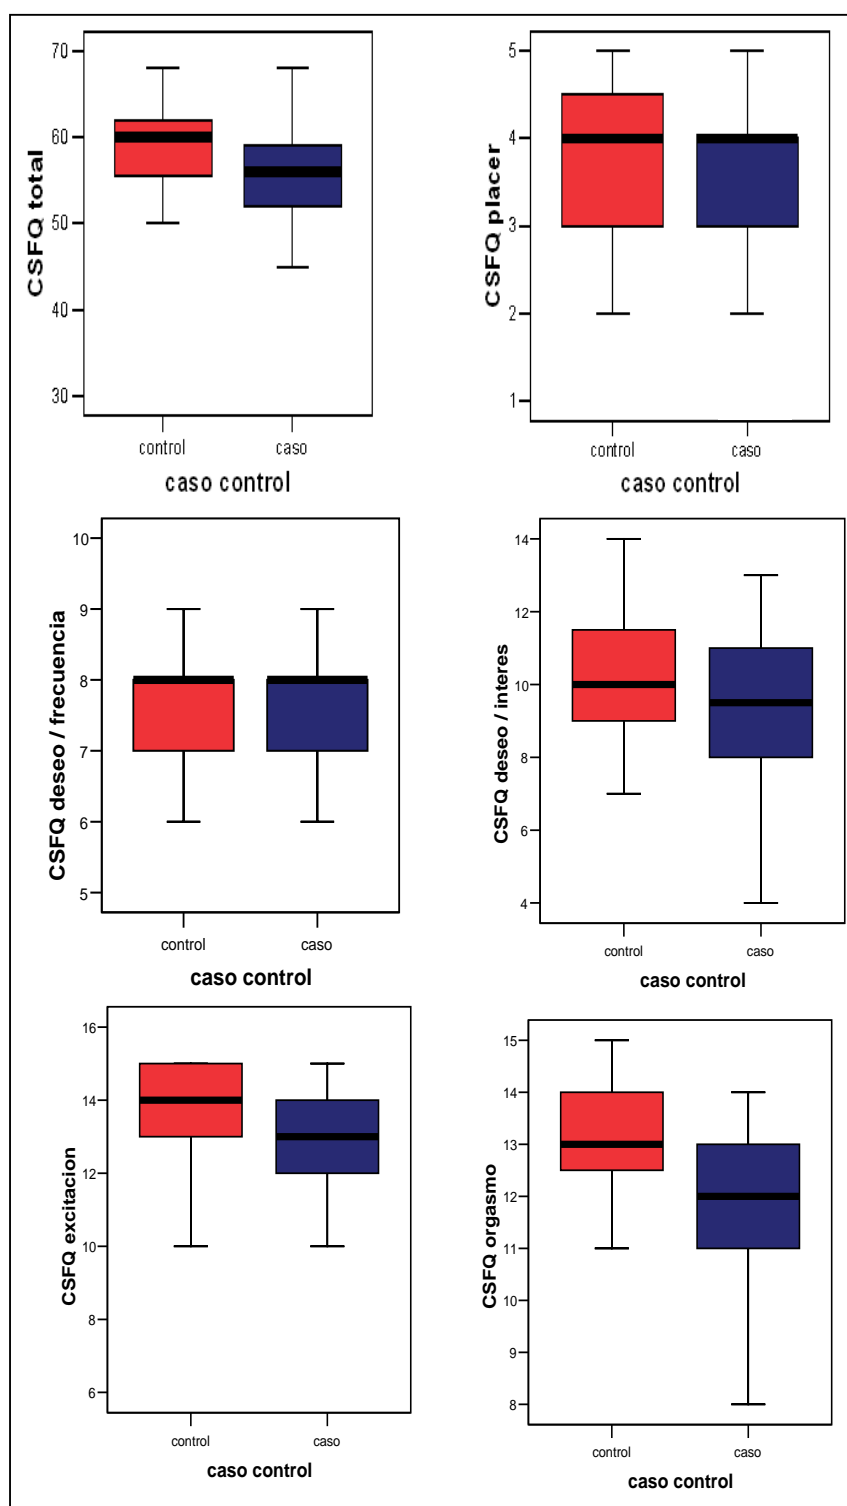 CSFQ total
70
60
50
40
30
control caso
caso control
CSFQ placer
5
4
3
2
1
control caso
caso control
CSFQ deseo / frecuencia
10
9
8
7
6
5
control caso
caso control
CSFQ deseo / interes
14
12
10
8
6
4
control caso
caso control
CSFQ excitacion
16
14
12
10
8
6
control caso
caso control
CSFQ orgasmo
15
14
13
12
11
10
9
8
control caso
caso control